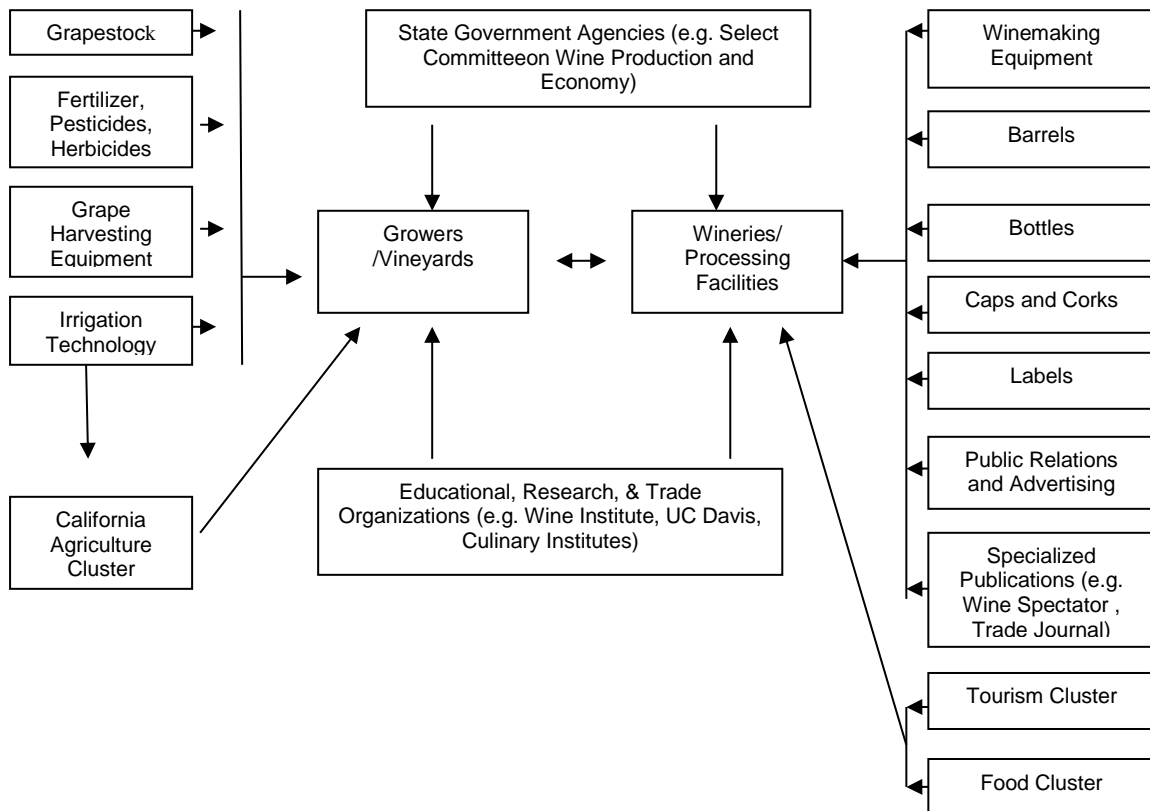 Grapestock
Fertilizer,
Pesticides,
Herbicides
Grape
Harvesting
Equipment
Irrigation
Technology
California
Agriculture
Cluster
State Government Agencies (e.g. Select
Committeeon Wine Production and
Economy)
Growers
/Vineyards
Wineries/
Processing
Facilities
Educational, Research, & Trade
Organizations (e.g. Wine Institute, UC Davis,
Culinary Institutes)
Winemaking
Equipment
Barrels
Bottles
Caps and Corks
Labels
Public Relations
and Advertising
Specialized
Publications (e.g.
Wine Spectator ,
Trade Journal)
Tourism Cluster
Food Cluster